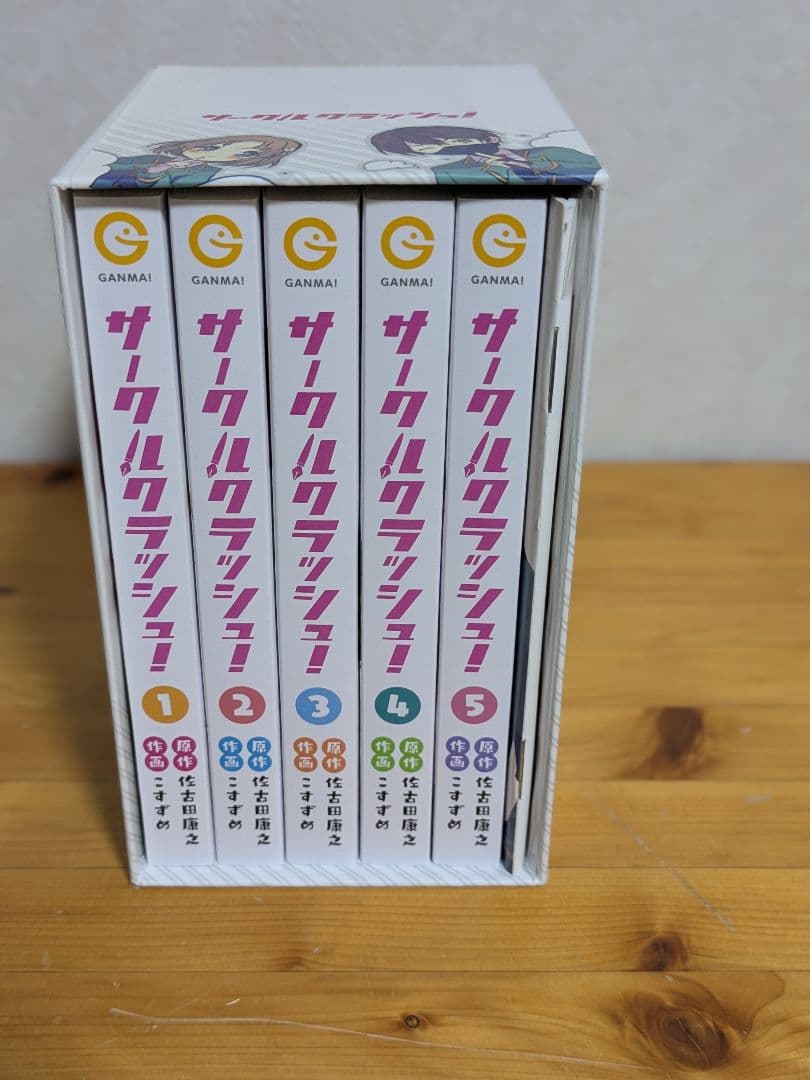 サークルクラッシュ!
GANMA!
サークルクラッシュ!
1
原作 佐古田康之
作画 こすずめ
GANMA!
サークルクラッシュ!
2
原作 佐古田康之
作画 こすずめ
GANMA!
サークルクラッシュ!
3
原作 佐古田康之
作画 こすずめ
GANMA!
サークルクラッシュ!
4
原作 佐古田康之
作画 こすずめ
GANMA!
サークルクラッシュ!
5
原作 佐古田康之
作画 こすずめ